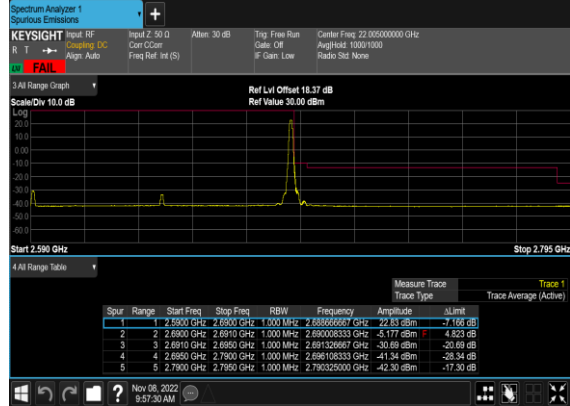 Spectrum Analyzer 1
Spurious Emissions
+
KEYSIGHT Input: RF Input Z: 50 Ω Atten: 30 dB Trig: Free Run Center Freq: 22.005000000 GHz
R T Coupling: DC Corr CCorr Gate: Off Avg|Hold: 1000/1000
Align: Auto Freq Ref: Int (S) IF Gain: Low Radio Std: None
LV FAIL
3 All Range Graph
Ref Lvl Offset 18.37 dB
Scale/Div 10.0 dB Ref Value 30.00 dBm
Log
20.0
10.0
0.00
-10.0
-20.0
-30.0
-40.0
-50.0
-60.0
Start 2.590 GHz Stop 2.795 GHz
4 All Range Table
Measure Trace Trace 1
Trace Type Trace Average (Active)
Spur Range Start Freq Stop Freq RBW Frequency Amplitude ΔLimit
1 1 2.5900 GHz 2.6900 GHz 1.000 MHz 2.688666667 GHz 22.83 dBm -7.166 dB
2 2 2.6900 GHz 2.6910 GHz 1.000 MHz 2.690008333 GHz -5.177 dBm F 4.823 dB
3 3 2.6910 GHz 2.6950 GHz 1.000 MHz 2.691326667 GHz -30.69 dBm -20.69 dB
4 4 2.6950 GHz 2.7900 GHz 1.000 MHz 2.696108333 GHz -41.34 dBm -28.34 dB
5 5 2.7900 GHz 2.7950 GHz 1.000 MHz 2.790325000 GHz -42.30 dBm -17.30 dB
? Nov 08, 2022
9:57:30 AM